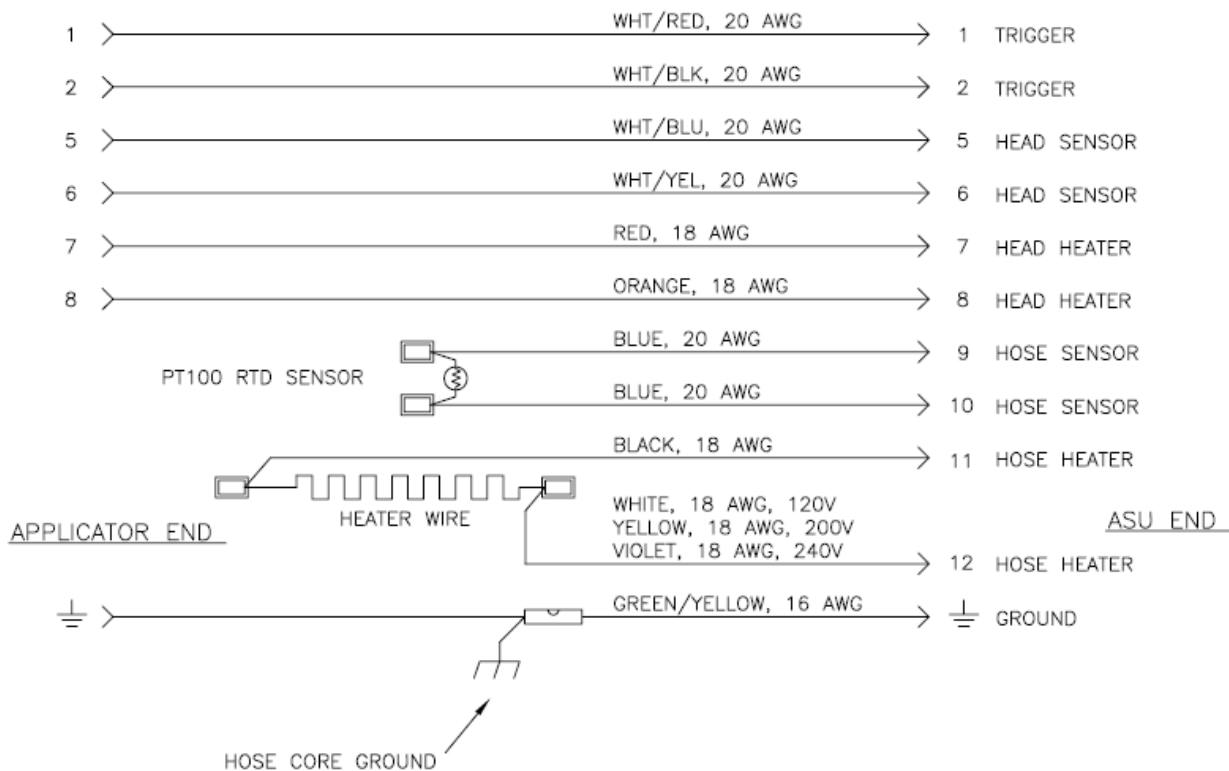 1 WHT/RED, 20 AWG 1 TRIGGER
2 WHT/BLK, 20 AWG 2 TRIGGER
5 WHT/BLU, 20 AWG 5 HEAD SENSOR
6 WHT/YEL, 20 AWG 6 HEAD SENSOR
7 RED, 18 AWG 7 HEAD HEATER
8 ORANGE, 18 AWG 8 HEAD HEATER
BLUE, 20 AWG 9 HOSE SENSOR
PT100 RTD SENSOR
BLUE, 20 AWG 10 HOSE SENSOR
BLACK, 18 AWG 11 HOSE HEATER
HEATER WIRE
WHITE, 18 AWG, 120V
YELLOW, 18 AWG, 200V
VIOLET, 18 AWG, 240V
APPLICATOR END
ASU END
12 HOSE HEATER
GREEN/YELLOW, 16 AWG GROUND
HOSE CORE GROUND